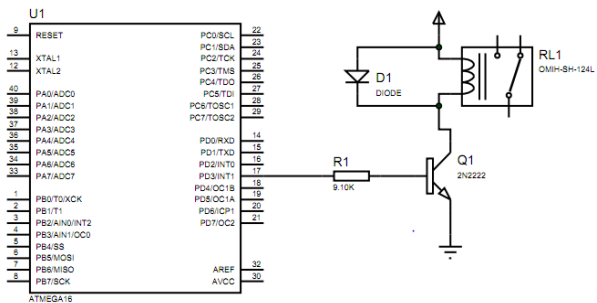 U1
9 RESET
13 XTAL1
12 XTAL2
40 PA0/ADC0
39 PA1/ADC1
38 PA2/ADC2
37 PA3/ADC3
36 PA4/ADC4
35 PA5/ADC5
34 PA6/ADC6
33 PA7/ADC7
1 PB0/T0/XCK
2 PB1/T1
3 PB2/AIN0/INT2
4 PB3/AIN1/OC0
5 PB4/SS
6 PB5/MOSI
7 PB6/MISO
8 PB7/SCK
PC0/SCL 22
PC1/SDA 23
PC2/TCK 24
PC3/TMS 25
PC4/TDO 26
PC5/TDI 27
PC6/TOSC1 28
PC7/TOSC2 29
PD0/RXD 14
PD1/TXD 15
PD2/INT0 16
PD3/INT1 17
PD4/OC1B 18
PD5/OC1A 19
PD6/ICP1 20
PD7/OC2 21
AREF 32
AVCC 30
ATMEGA16
R1
9.10K
D1
DIODE
Q1
2N2222
RL1
OMIH-SH-124L